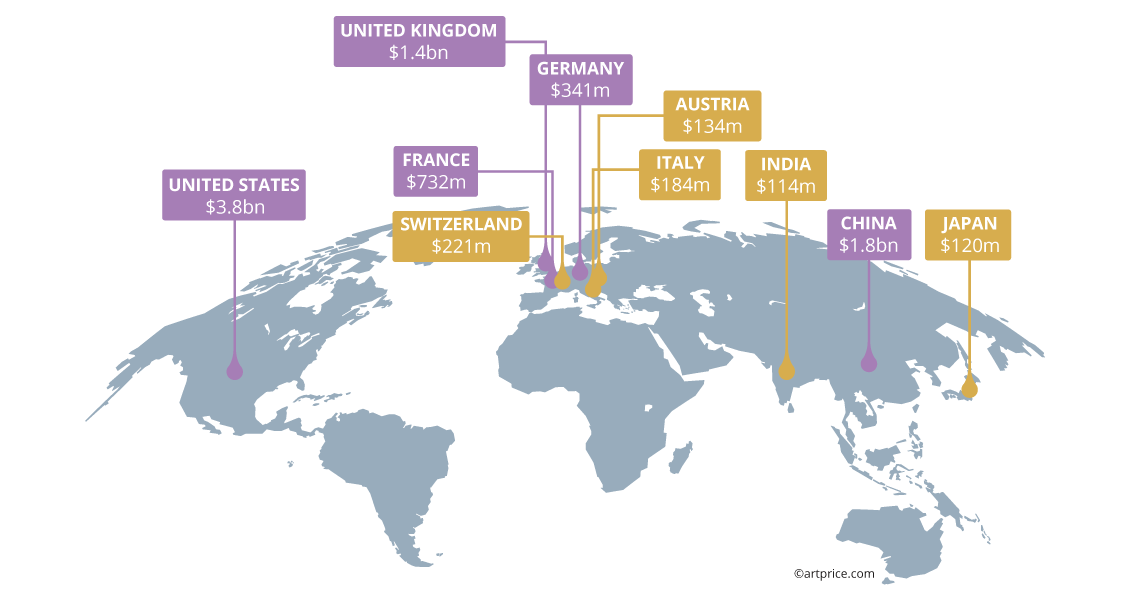 UNITED KINGDOM
$1.4bn
GERMANY
$341m
AUSTRIA
$134m
FRANCE
$732m
ITALY
$184m
INDIA
$114m
UNITED STATES
$3.8bn
SWITZERLAND
$221m
CHINA
$1.8bn
JAPAN
$120m
©artprice.com